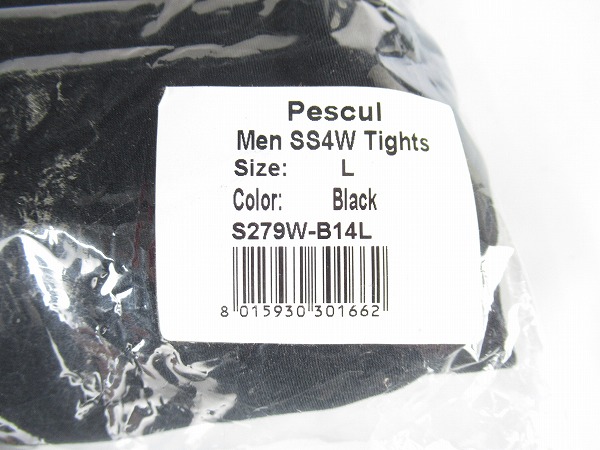 Pescul
Men SS4W Tights
Size: L
Color: Black
S279W-B14L
8 015930 301662